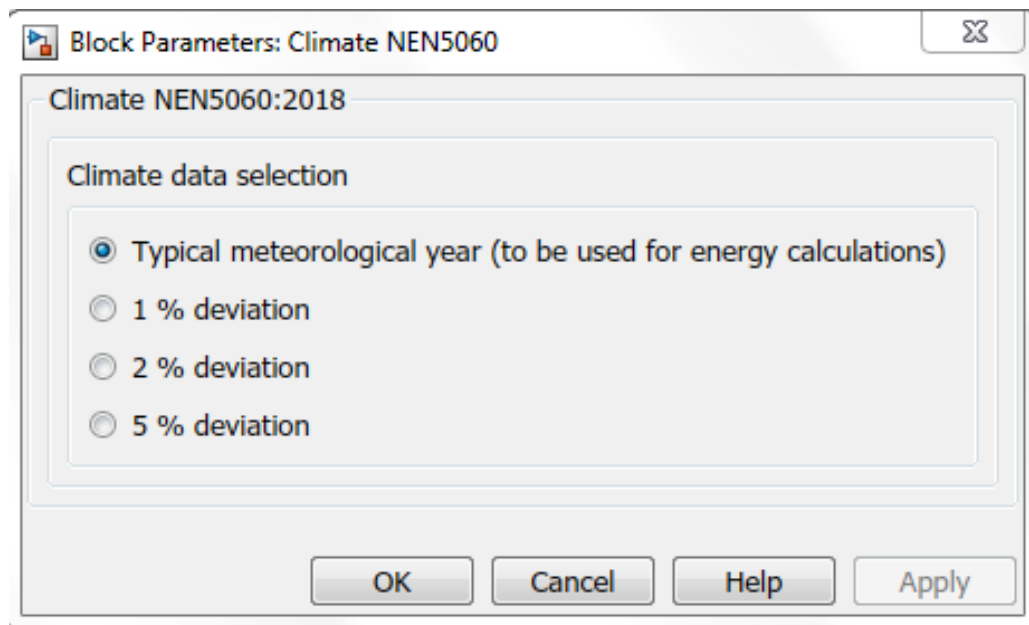 Block Parameters: Climate NEN5060
Climate NEN5060:2018
Climate data selection
Typical meteorological year (to be used for energy calculations)
1 % deviation
2 % deviation
5 % deviation
OK Cancel Help Apply